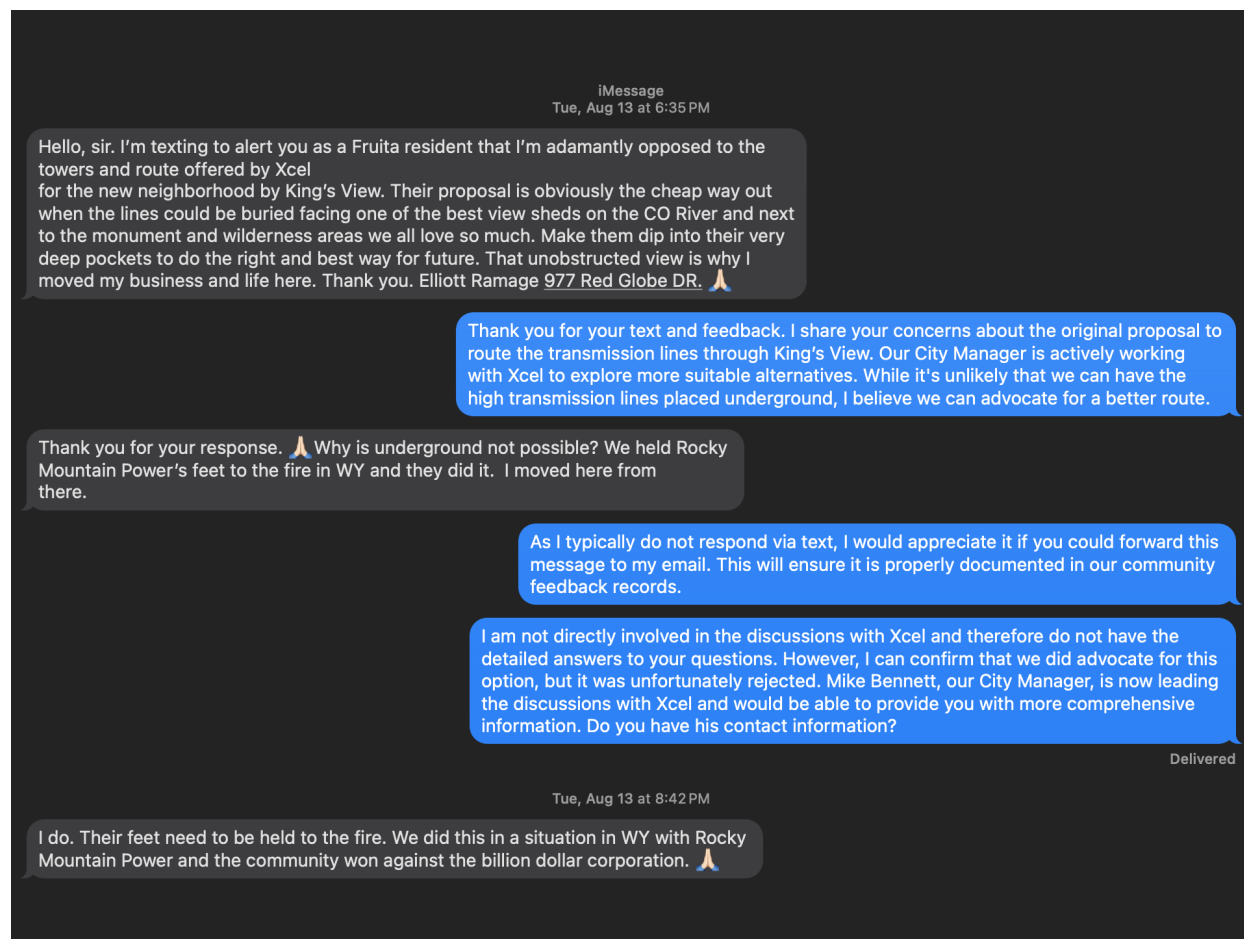 iMessage
Tue, Aug 13 at 6:35 PM
Hello, sir. I’m texting to alert you as a Fruita resident that I’m adamantly opposed to the
towers and route offered by Xcel
for the new neighborhood by King’s View. Their proposal is obviously the cheap way out
when the lines could be buried facing one of the best view sheds on the CO River and next
to the monument and wilderness areas we all love so much. Make them dip into their very
deep pockets to do the right and best way for future. That unobstructed view is why I
moved my business and life here. Thank you. Elliott Ramage 977 Red Globe DR. 🙏🏻
Thank you for your text and feedback. I share your concerns about the original proposal to
route the transmission lines through King’s View. Our City Manager is actively working
with Xcel to explore more suitable alternatives. While it's unlikely that we can have the
high transmission lines placed underground, I believe we can advocate for a better route.
Thank you for your response. 🙏🏻Why is underground not possible? We held Rocky
Mountain Power’s feet to the fire in WY and they did it.  I moved here from
there.
As I typically do not respond via text, I would appreciate it if you could forward this
message to my email. This will ensure it is properly documented in our community
feedback records.
I am not directly involved in the discussions with Xcel and therefore do not have the
detailed answers to your questions. However, I can confirm that we did advocate for this
option, but it was unfortunately rejected. Mike Bennett, our City Manager, is now leading
the discussions with Xcel and would be able to provide you with more comprehensive
information. Do you have his contact information?
Delivered
Tue, Aug 13 at 8:42 PM
I do. Their feet need to be held to the fire. We did this in a situation in WY with Rocky
Mountain Power and the community won against the billion dollar corporation. 🙏🏻